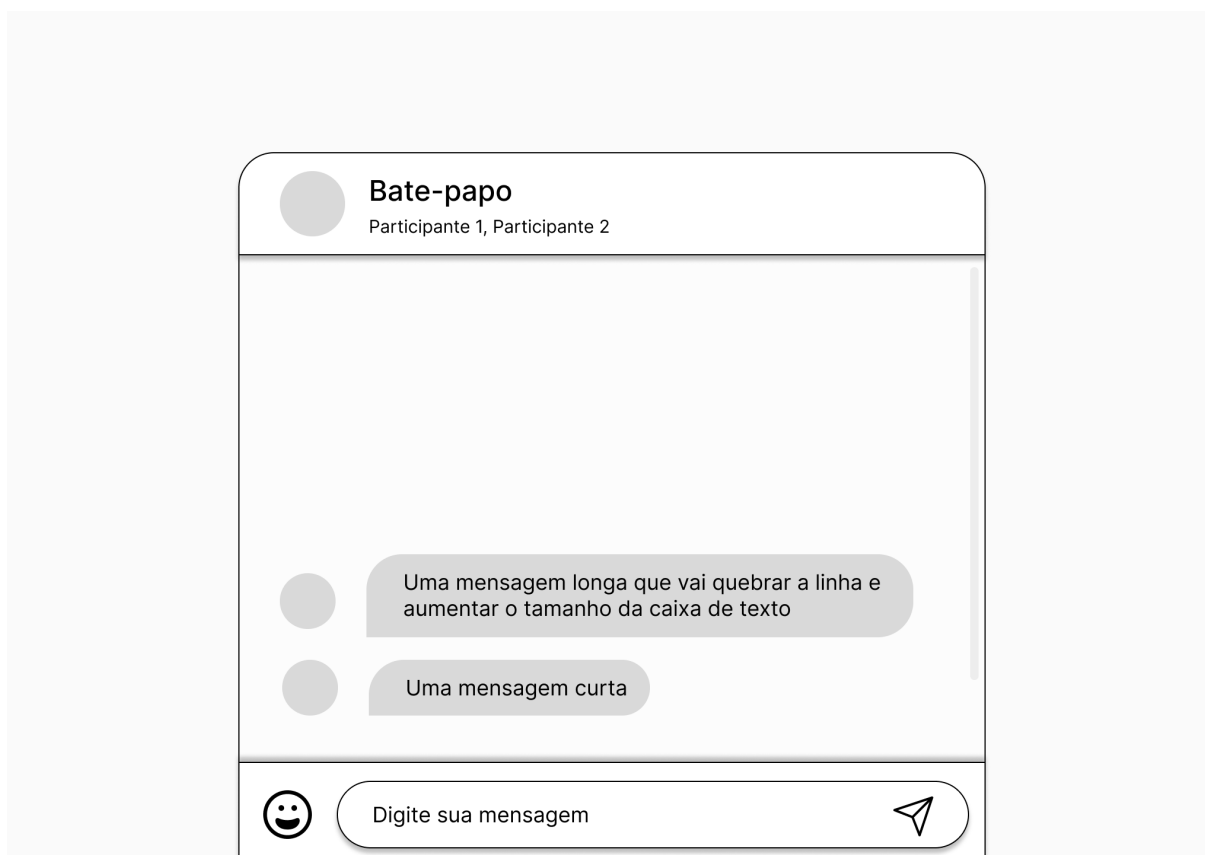 Bate-papo
Participante 1, Participante 2
Uma mensagem longa que vai quebrar a linha e
aumentar o tamanho da caixa de texto
Uma mensagem curta
Digite sua mensagem